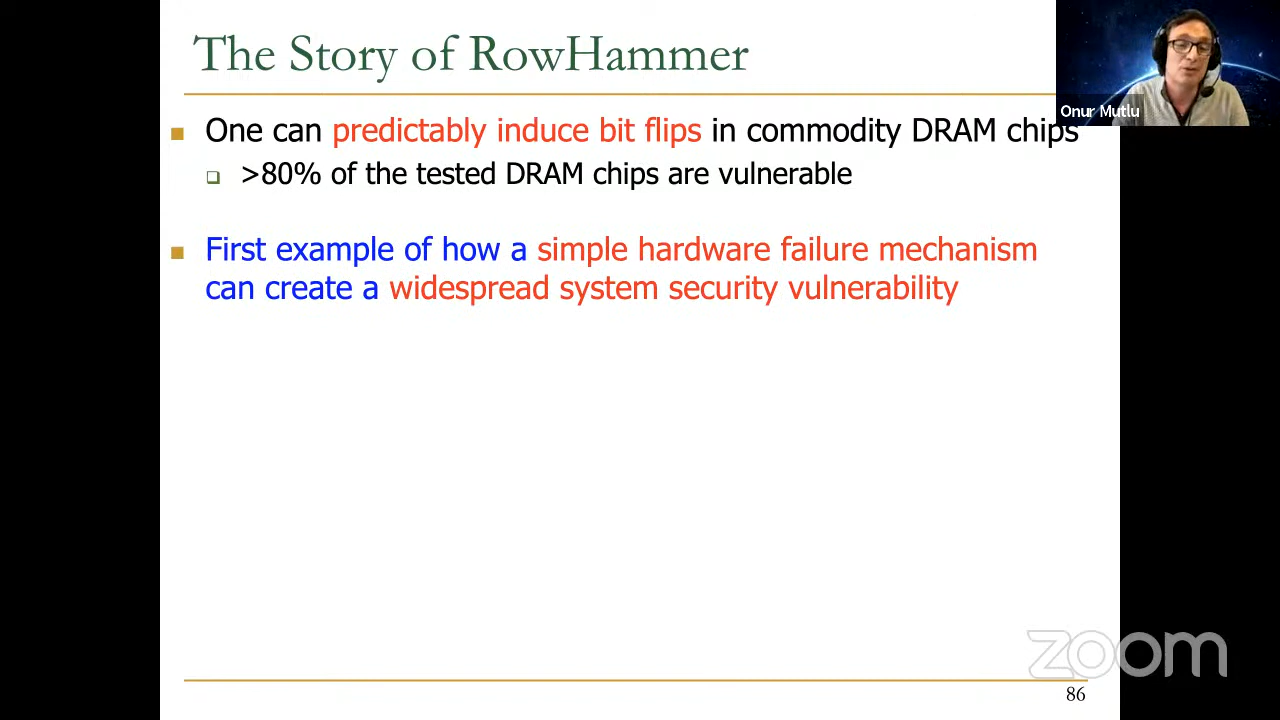 The Story of RowHammer
Onur Mutlu
One can predictably induce bit flips in commodity DRAM chips
>80% of the tested DRAM chips are vulnerable
First example of how a simple hardware failure mechanism
can create a widespread system security vulnerability
zoom
86